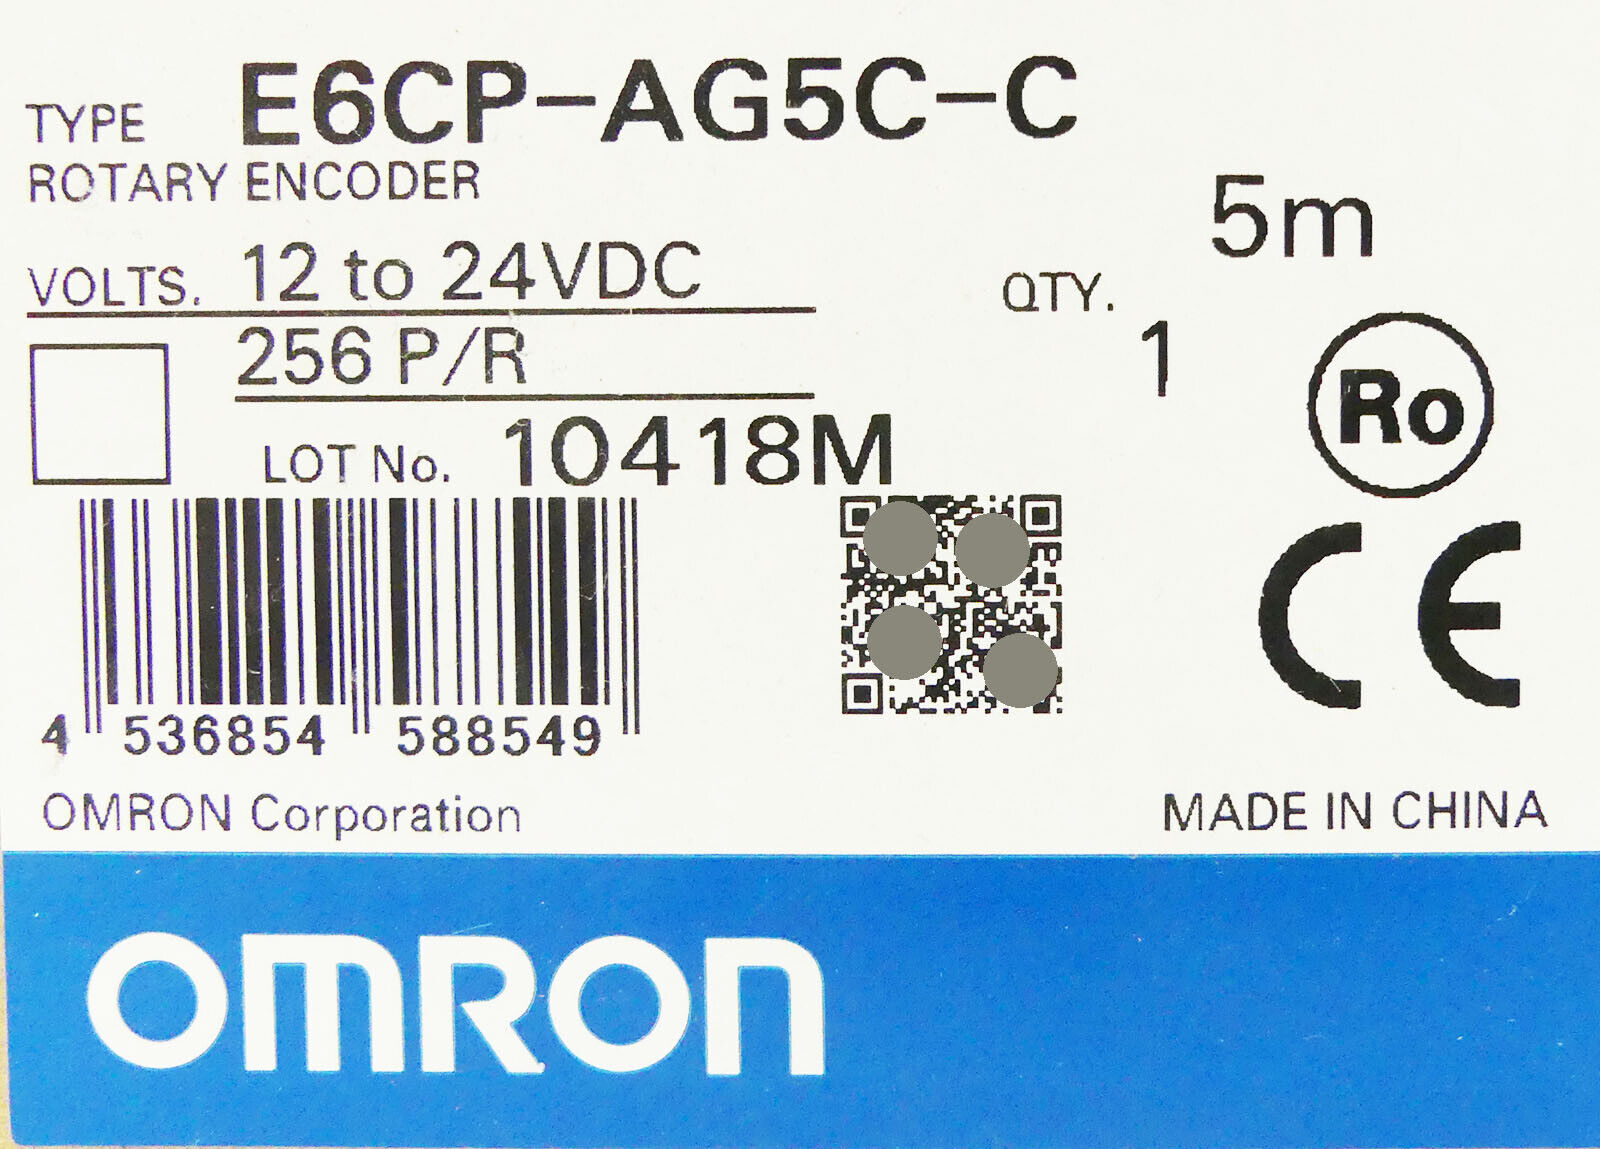 TYPE E6CP-AG5C-C
ROTARY ENCODER
5m
VOLTS. 12 to 24VDC
QTY. 1
256 P/R
Ro
LOT No. 10418M
CE
4 536854 588549
OMRON Corporation
MADE IN CHINA
OMRON